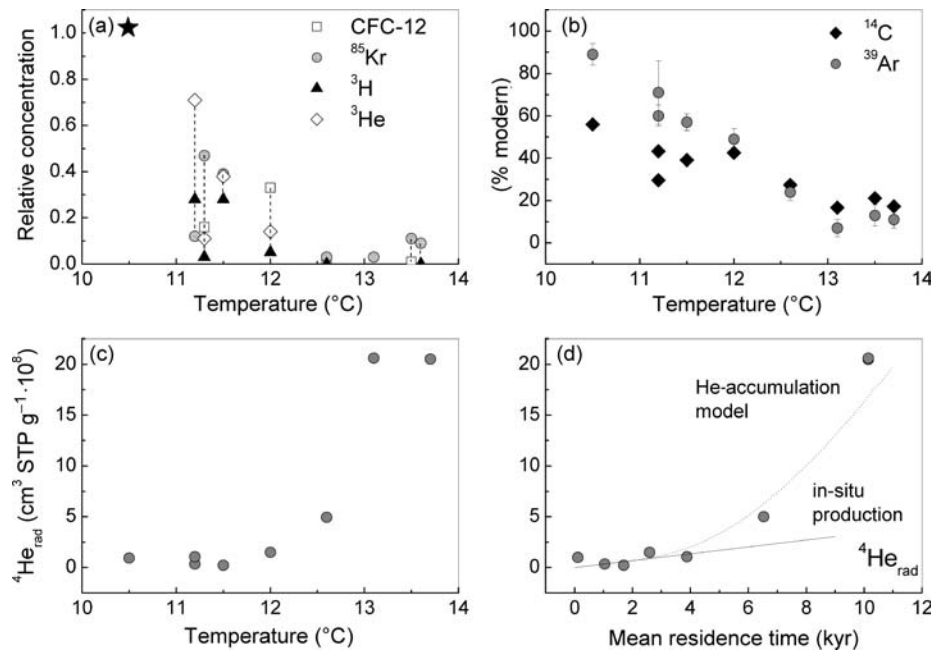 (a)
CFC-12
⁸⁵Kr
³H
³He
Relative concentration
1.0
0.8
0.6
0.4
0.2
0.0
10 11 12 13 14
Temperature (°C)
(b)
¹⁴C
³⁹Ar
(% modern)
100
80
60
40
20
0
10 11 12 13 14
Temperature (°C)
(c)
⁴He_rad (cm³ STP g⁻¹·10⁸)
20
15
10
5
0
10 11 12 13 14
Temperature (°C)
(d)
He-accumulation
model
in-situ
production
⁴He_rad
20
15
10
5
0
0 2 4 6 8 10 12
Mean residence time (kyr)